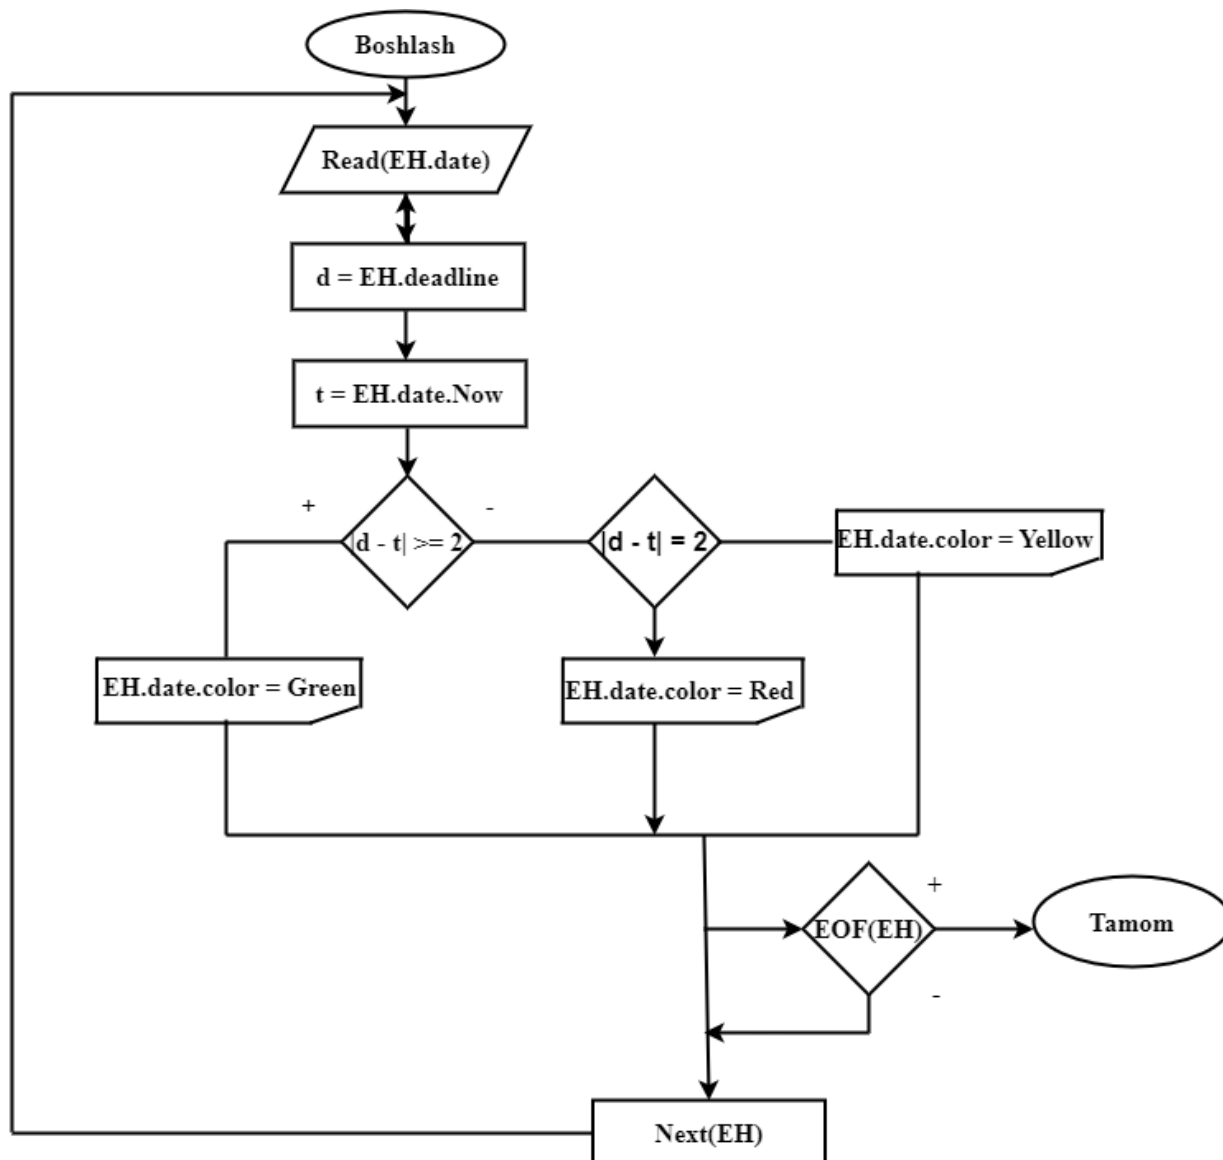 Boshlash
Read(EH.date)
d = EH.deadline
t = EH.date.Now
+
-
|d - t| >= 2
|d - t| = 2
EH.date.color = Yellow
EH.date.color = Green
EH.date.color = Red
+
EOF(EH)
Tamom
-
Next(EH)